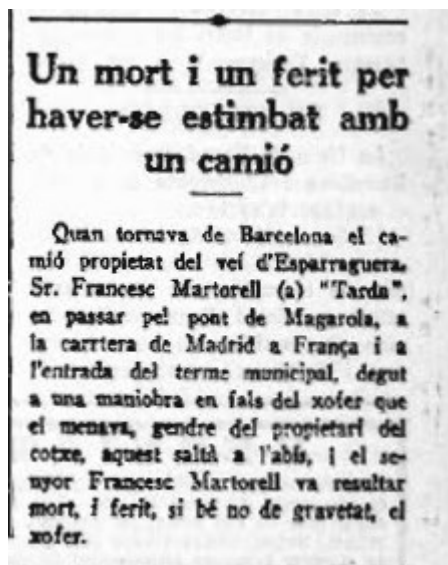 Un mort i un ferit per
haver-se estimbat amb
un camió
Quan tornava de Barcelona el ca-
mió propietat del veí d'Esparraguera,
Sr. Francesc Martorell (a) "Tarda",
en passar pel pont de Magarola, a
la carrtera de Madrid a França i a
l'entrada del terme municipal, degut
a una maniobra en fals del xofer que
el menava, gendre del propietari del
cotxe, aquest saltà a l'abís, i el se-
nyor Francesc Martorell va resultar
mort, i ferit, si bé no de gravetat, el
xofer.